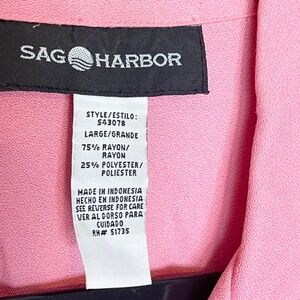 SAG HARBOR
STYLE/ESTILO:
543078
LARGE/GRANDE
75% RAYON/
RAYON
25% POLYESTER/
POLIESTER
MADE IN INDONESIA
HECHO EN INDONESIA
SEE REVERSE FOR CARE
VER AL DORSO PARA
CUIDADO
RN# 51735